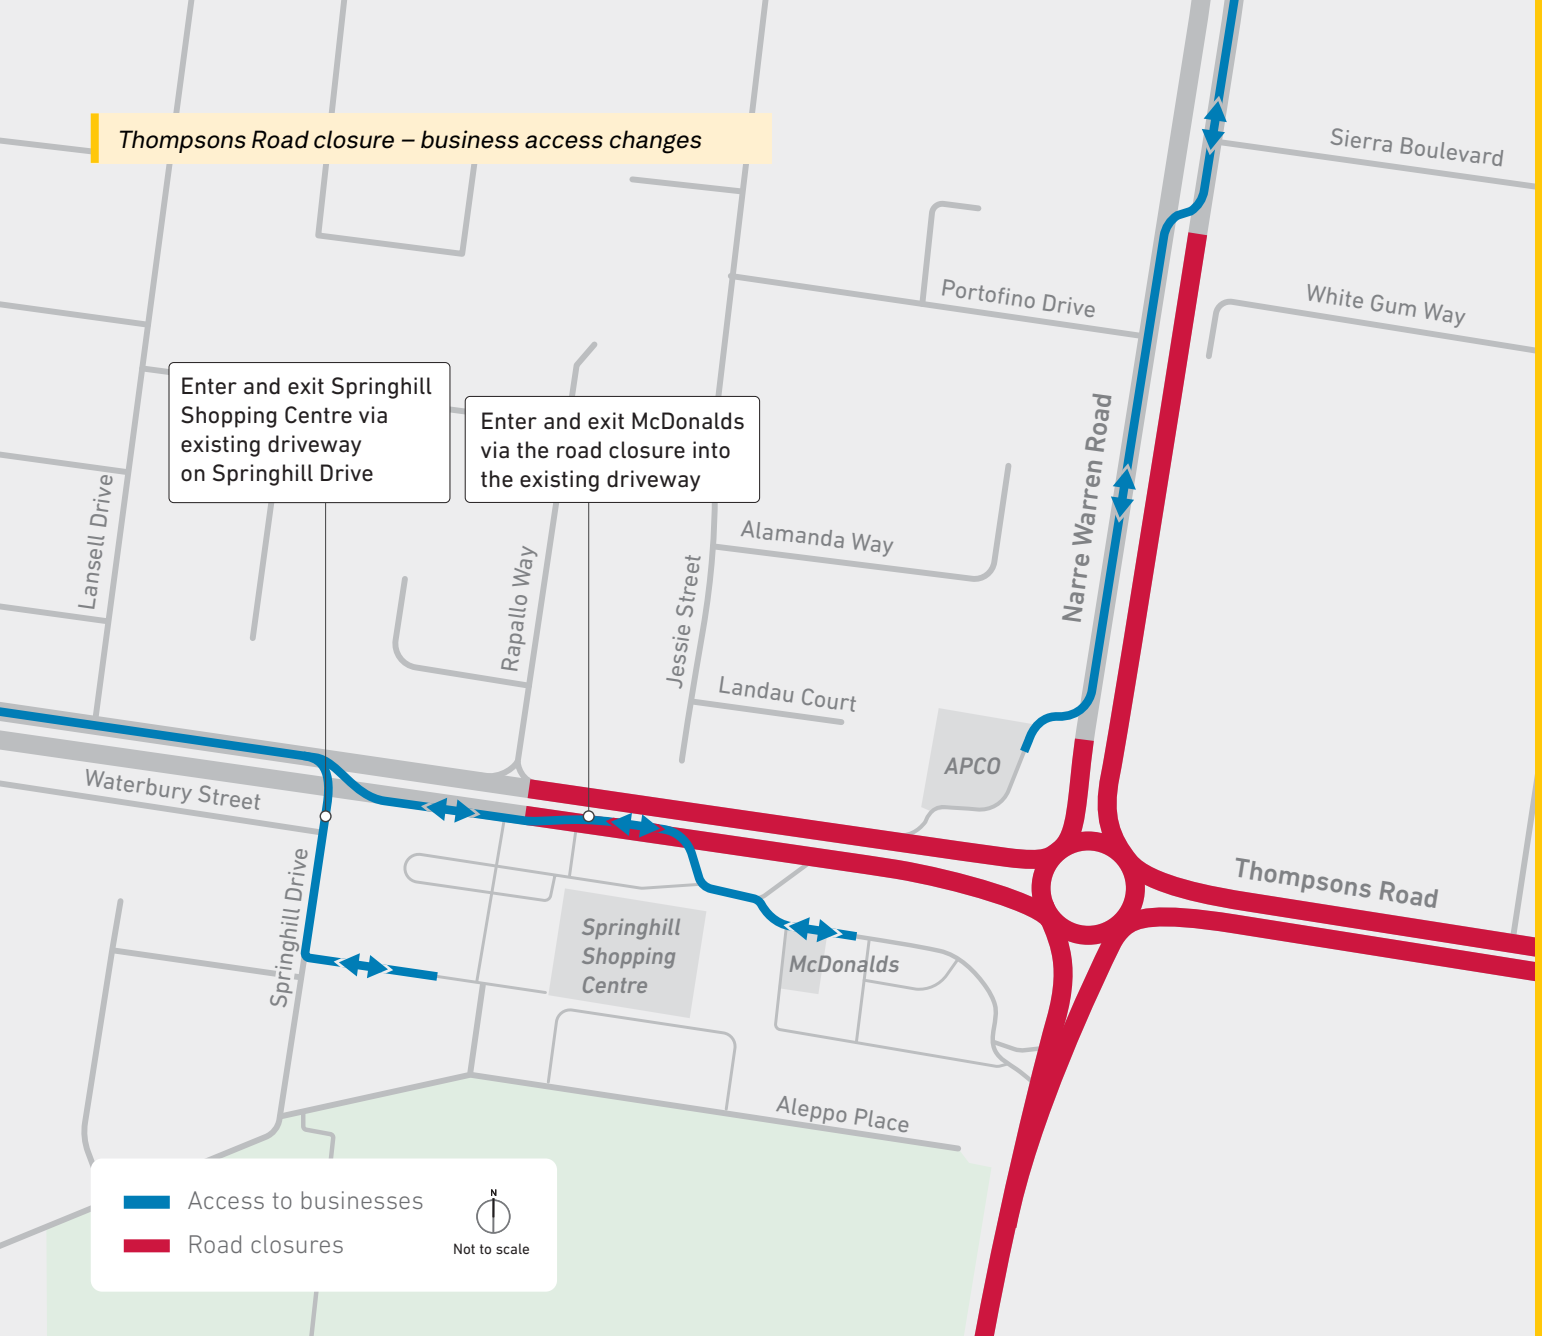 Thompsons Road closure – business access changes
Sierra Boulevard
White Gum Way
Portofino Drive
Enter and exit Springhill
Shopping Centre via
existing driveway
on Springhill Drive
Enter and exit McDonalds
via the road closure into
the existing driveway
Narre Warren Road
Lansell Drive
Alamanda Way
Rapallo Way
Jessie Street
Landau Court
APCO
Waterbury Street
Thompsons Road
Springhill Drive
Springhill
Shopping
Centre
McDonalds
Aleppo Place
Access to businesses
Road closures
N
Not to scale